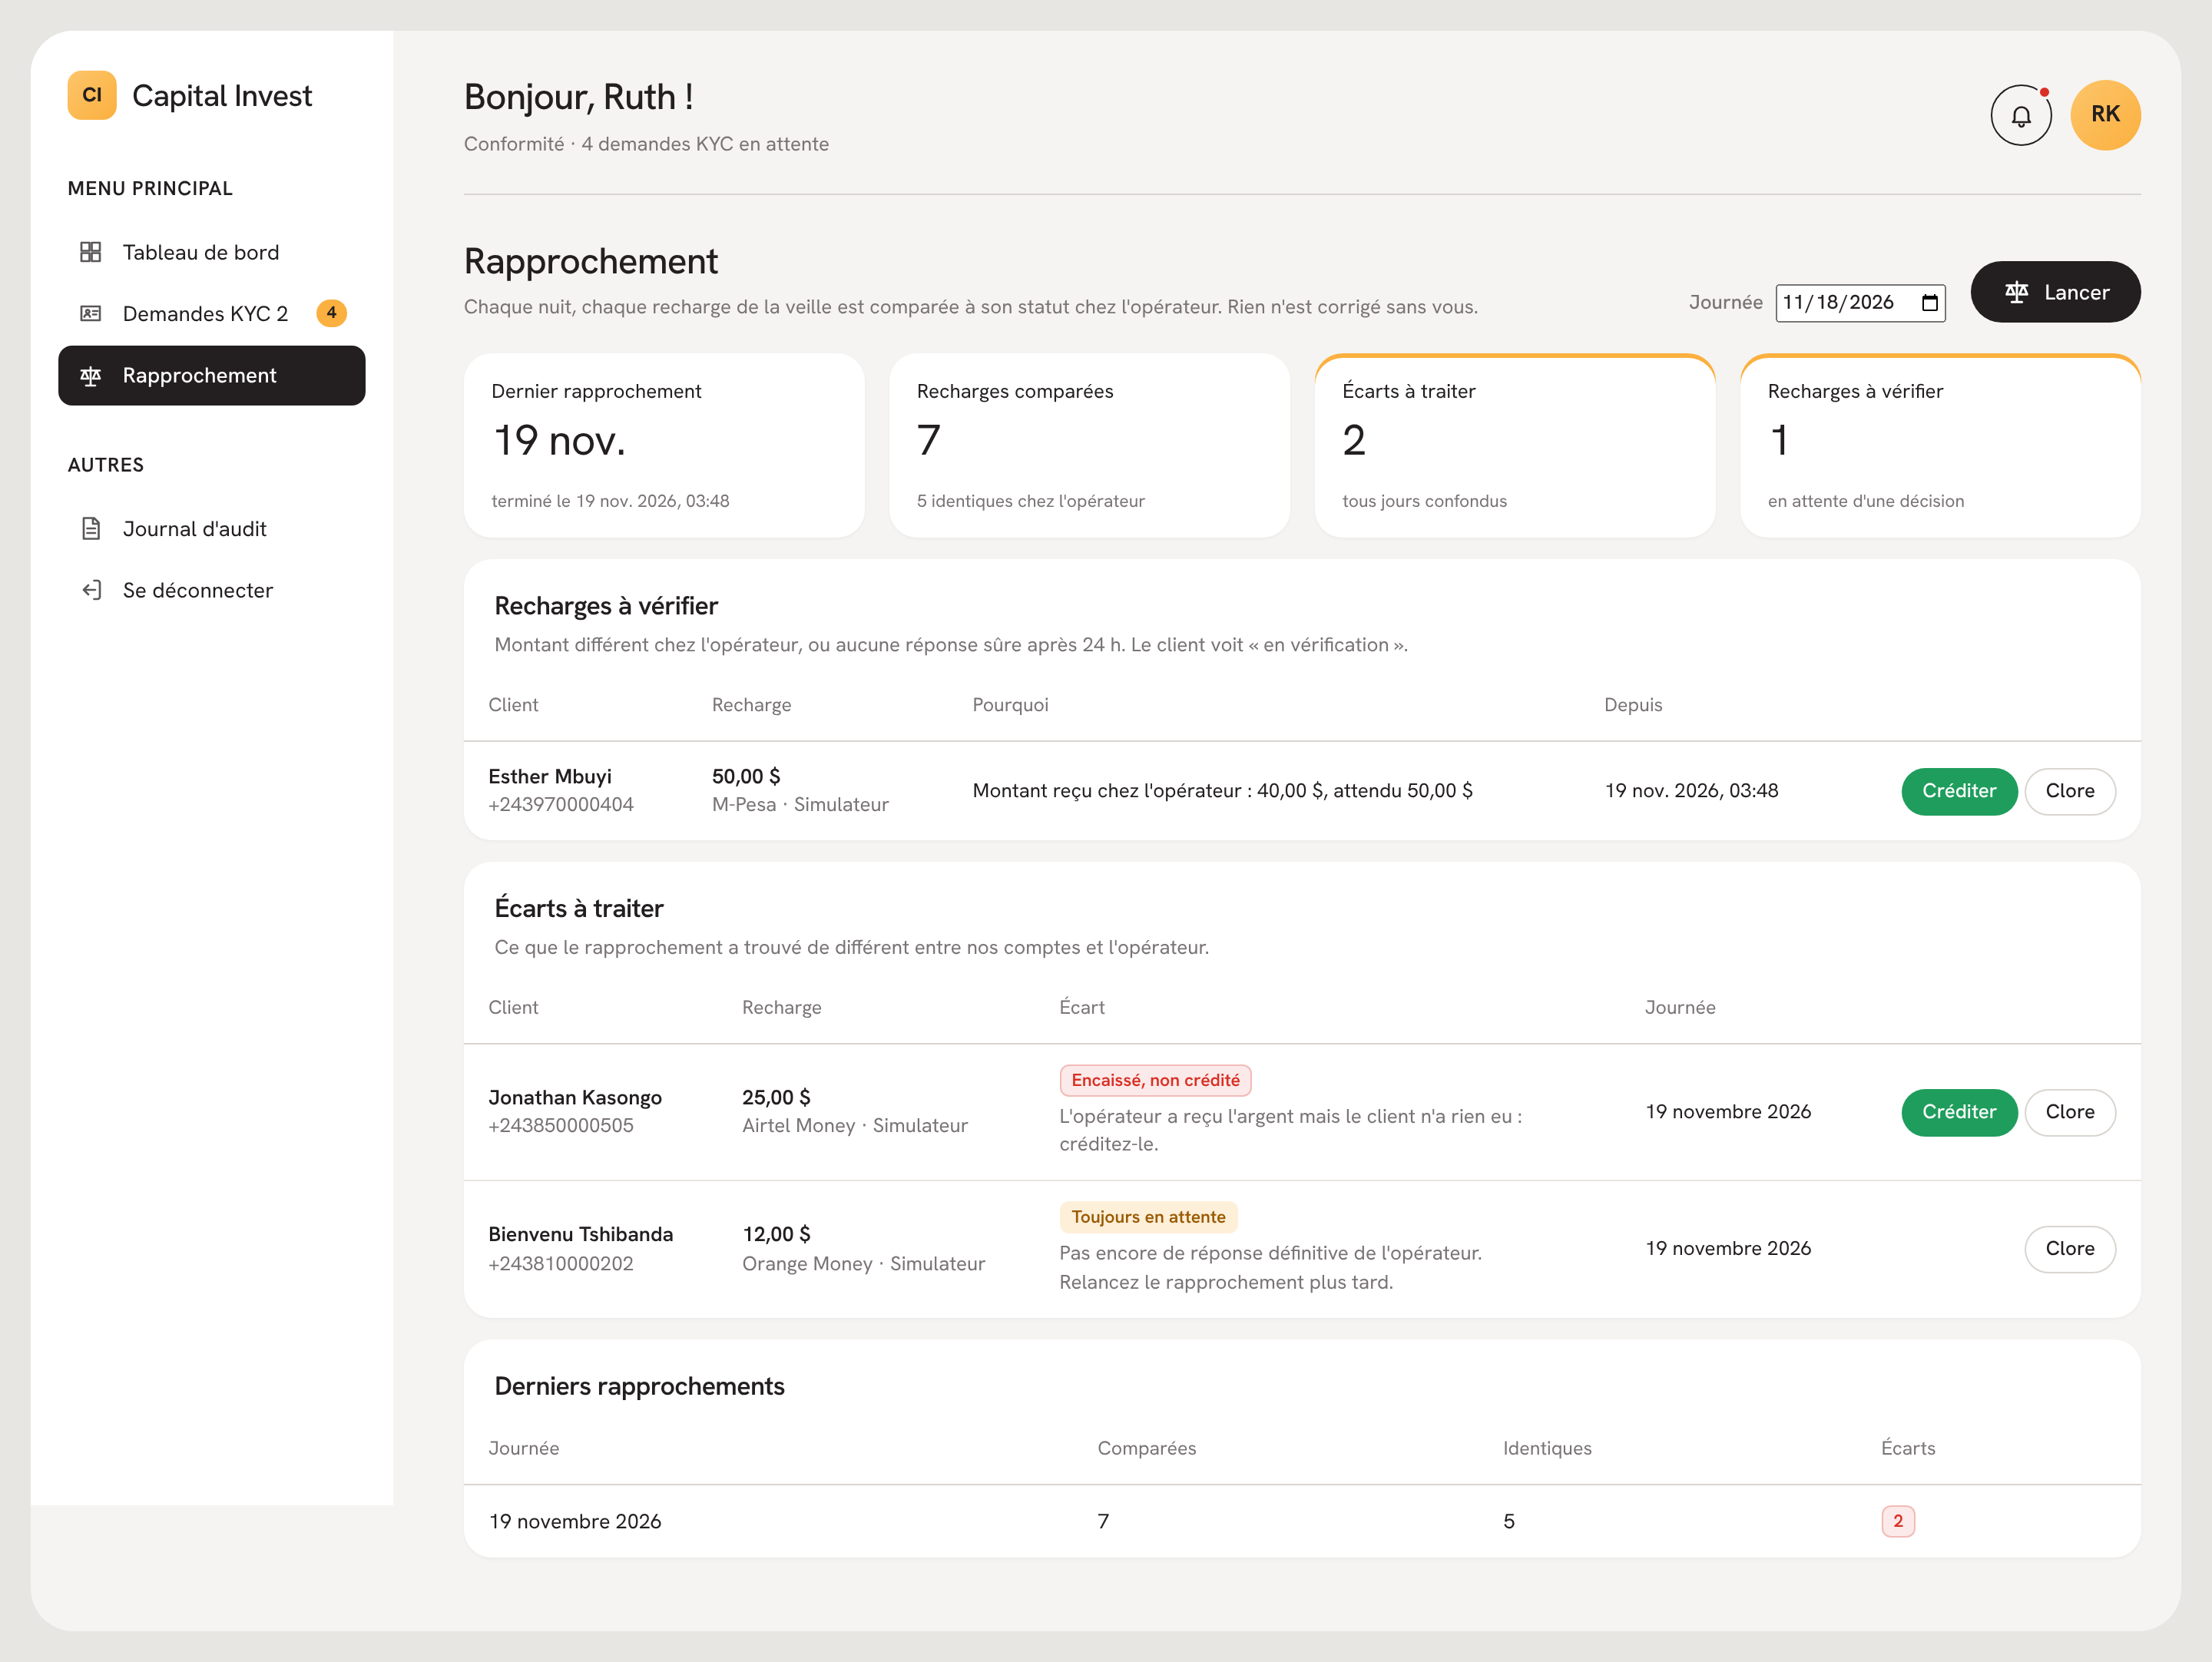 CI Capital Invest
MENU PRINCIPAL
Tableau de bord
Demandes KYC 2 4
Rapprochement
AUTRES
Journal d'audit
Se déconnecter
Bonjour, Ruth !
Conformité · 4 demandes KYC en attente
RK
Rapprochement
Chaque nuit, chaque recharge de la veille est comparée à son statut chez l'opérateur. Rien n'est corrigé sans vous.
Journée 11/18/2026 Lancer
Dernier rapprochement
19 nov.
terminé le 19 nov. 2026, 03:48
Recharges comparées
7
5 identiques chez l'opérateur
Écarts à traiter
2
tous jours confondus
Recharges à vérifier
1
en attente d'une décision
Recharges à vérifier
Montant différent chez l'opérateur, ou aucune réponse sûre après 24 h. Le client voit « en vérification ».
Client Recharge Pourquoi Depuis
Esther Mbuyi
+243970000404
50,00 $
M-Pesa · Simulateur
Montant reçu chez l'opérateur : 40,00 $, attendu 50,00 $
19 nov. 2026, 03:48
Créditer Clore
Écarts à traiter
Ce que le rapprochement a trouvé de différent entre nos comptes et l'opérateur.
Client Recharge Écart Journée
Jonathan Kasongo
+243850000505
25,00 $
Airtel Money · Simulateur
Encaissé, non crédité
L'opérateur a reçu l'argent mais le client n'a rien eu :
créditez-le.
19 novembre 2026
Créditer Clore
Bienvenu Tshibanda
+243810000202
12,00 $
Orange Money · Simulateur
Toujours en attente
Pas encore de réponse définitive de l'opérateur.
Relancez le rapprochement plus tard.
19 novembre 2026
Clore
Derniers rapprochements
Journée Comparées Identiques Écarts
19 novembre 2026 7 5 2